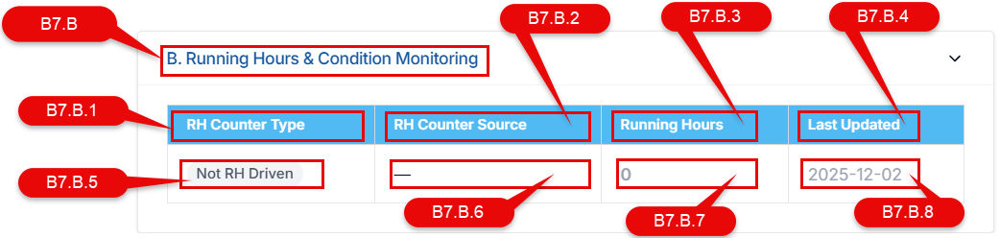 B7.B
B7.B.2
B7.B.3
B7.B.4
B. Running Hours & Condition Monitoring
B7.B.1
RH Counter Type
RH Counter Source
Running Hours
Last Updated
B7.B.5
Not RH Driven
—
0
2025-12-02
B7.B.6
B7.B.7
B7.B.8